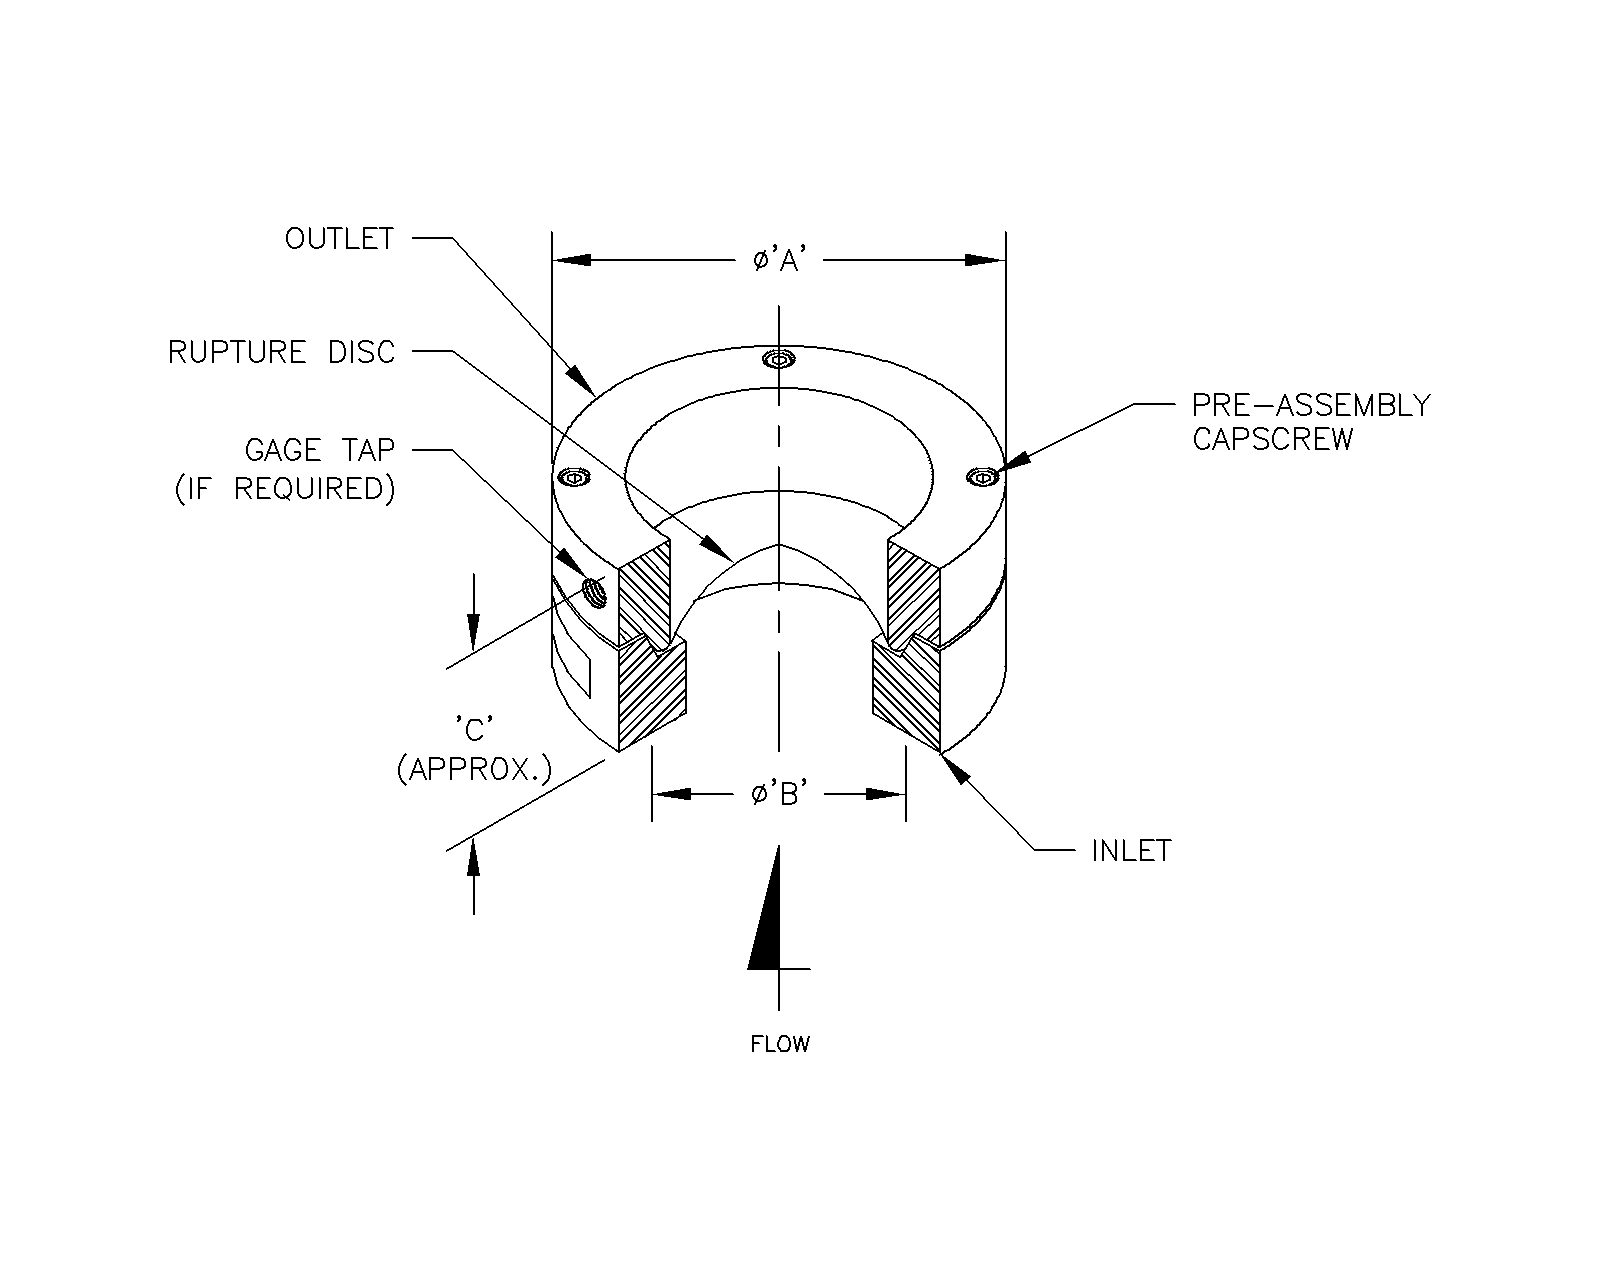 OUTLET
ø'A'
RUPTURE DISC
PRE-ASSEMBLY
CAPSCREW
GAGE TAP
(IF REQUIRED)
'C'
(APPROX.)
ø'B'
INLET
FLOW